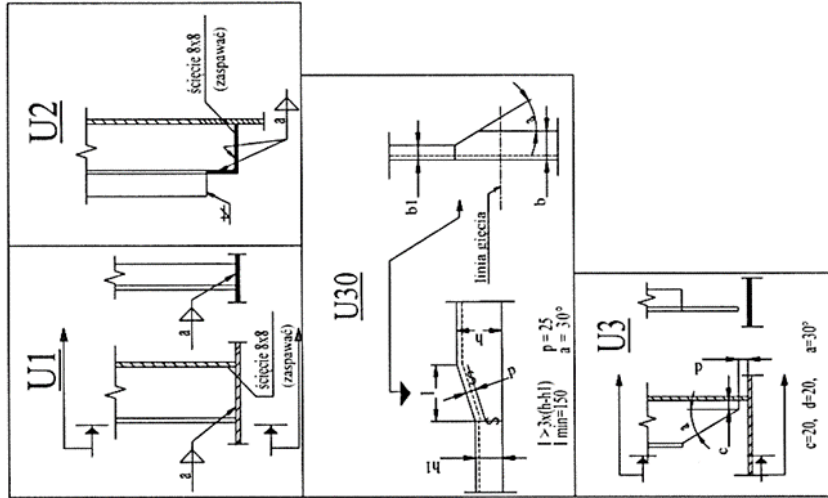 U1
a
a
ścięcie 8x8
(zaspawać)
U2
ścięcie 8x8
(zaspawać)
a
U30
h1
l
h
p
l > 3x(h-h1)
l min=150
p = 25
a = 30°
b1
b
a
linia gięcia
U3
d
c
a
c=20, d=20, a=30°